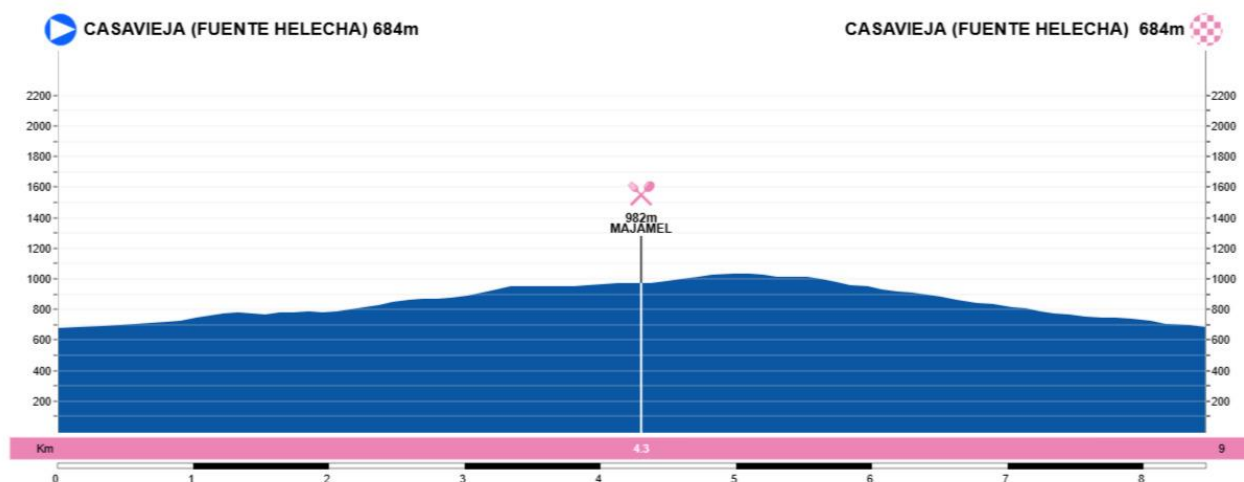 CASAVIEJA (FUENTE HELECHA) 684m
CASAVIEJA (FUENTE HELECHA) 684m
2200 2200
2000 2000
1800 1800
1600 1600
1400 982m 1400
MAJAMEL
1200 1200
1000 1000
800 800
600 600
400 400
200 200
Km 4.3 9
0 1 2 3 4 5 6 7 8